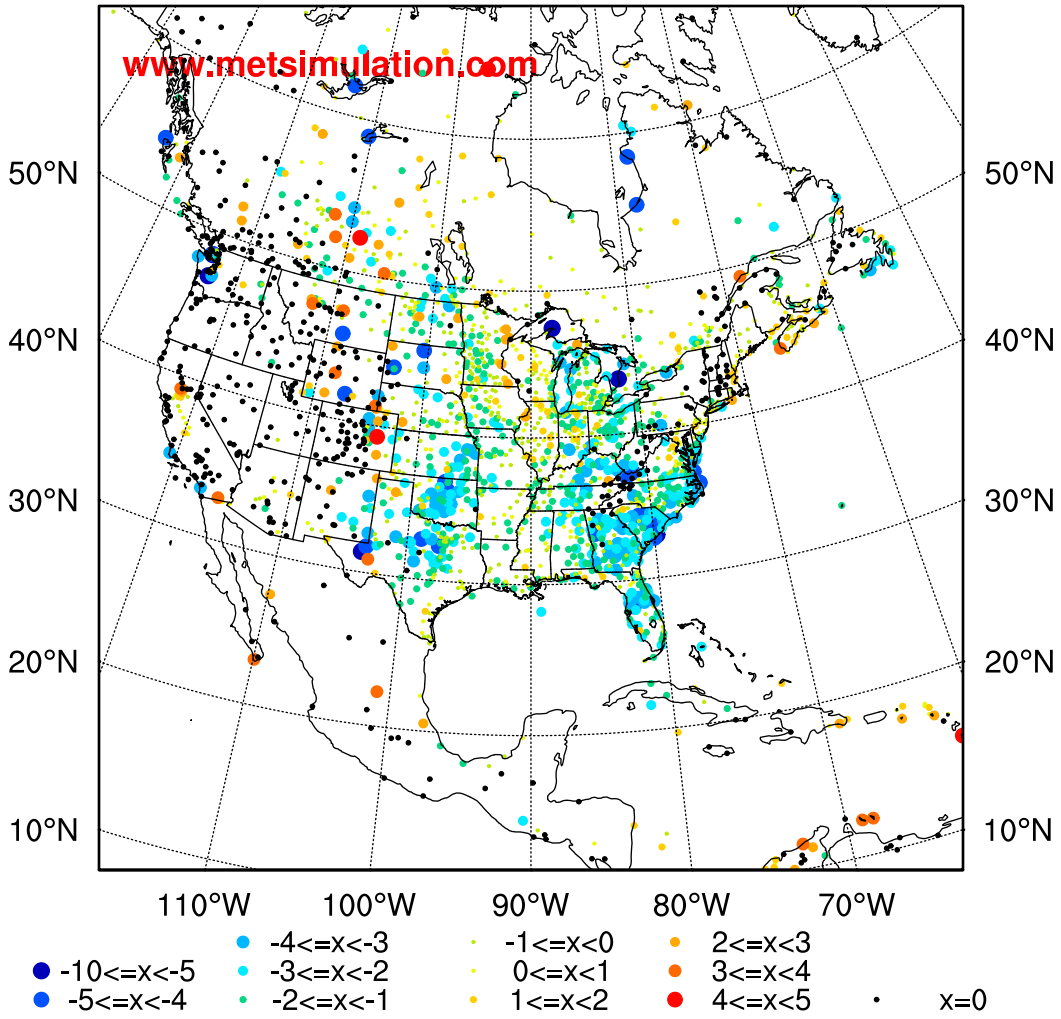 www.metsimulation.com
50°N 50°N
40°N 40°N
30°N 30°N
20°N 20°N
10°N 10°N
110°W 100°W 90°W 80°W 70°W
-4<=x<-3 -1<=x<0 2<=x<3
-10<=x<-5 -3<=x<-2 0<=x<1 3<=x<4
-5<=x<-4 -2<=x<-1 1<=x<2 4<=x<5 x=0